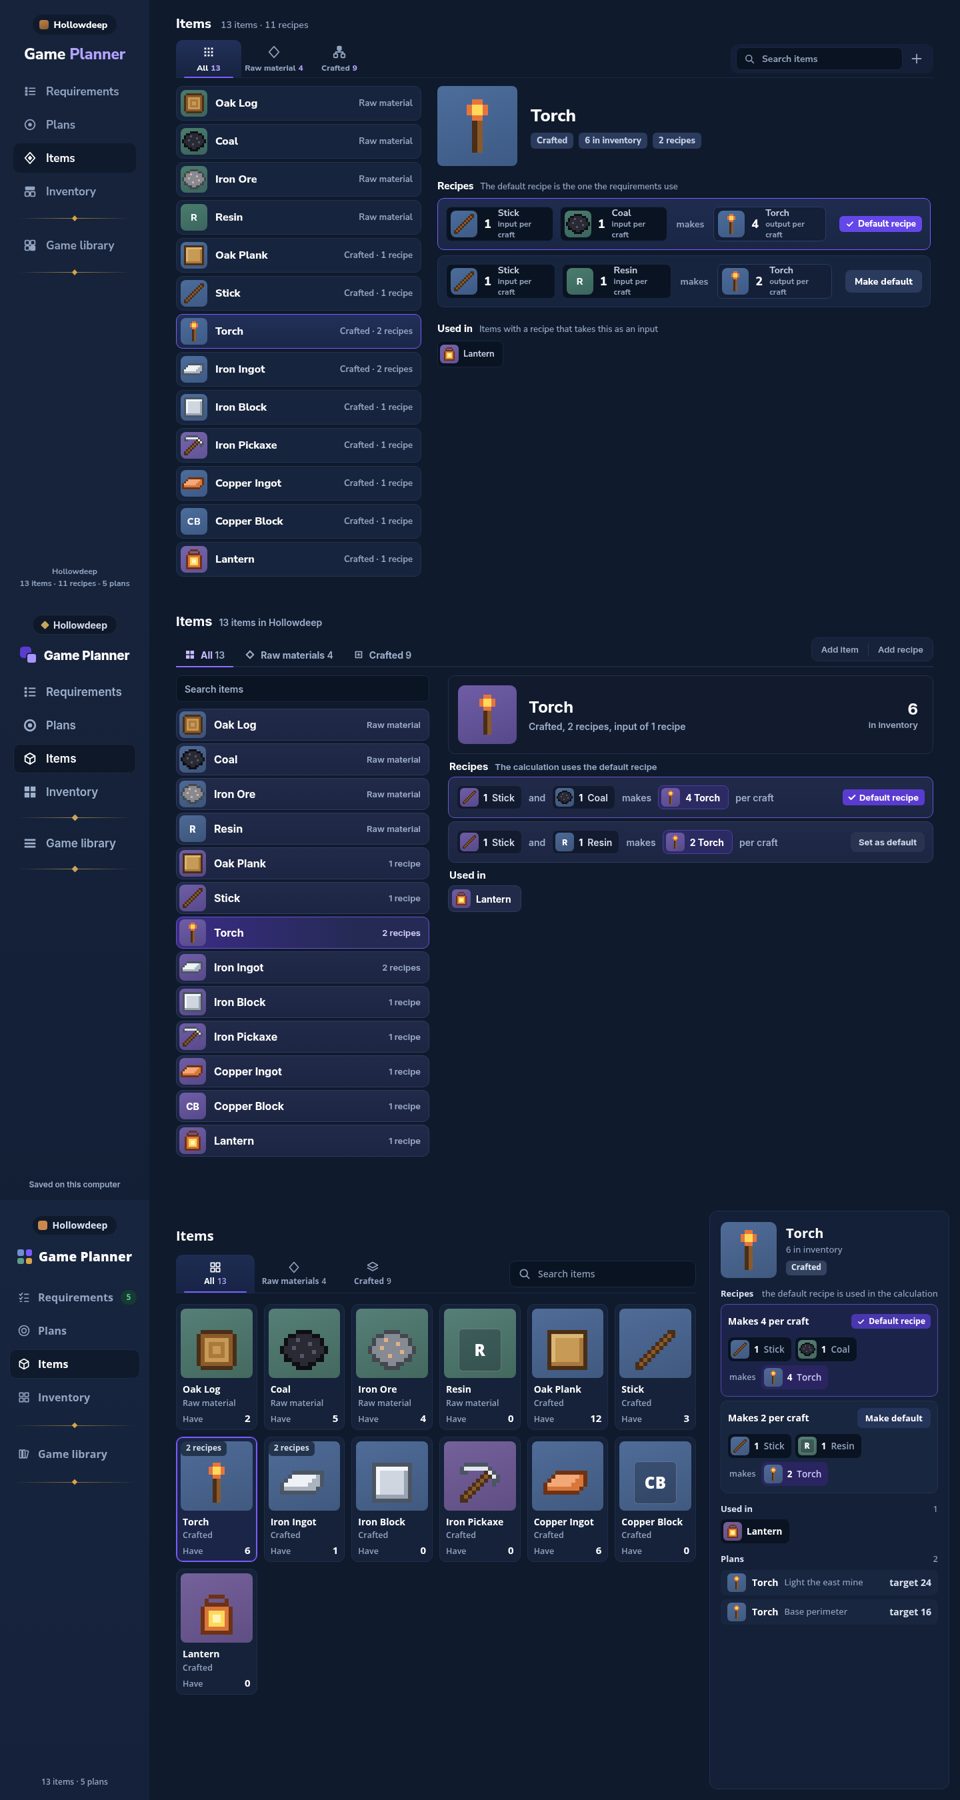 Hollowdeep
Game Planner
Requirements
Plans
Items
Inventory
Game library
Hollowdeep
13 items · 11 recipes · 5 plans
Items 13 items · 11 recipes
All 13
Raw material 4
Crafted 9
Search items
Oak Log Raw material
Coal Raw material
Iron Ore Raw material
R Resin Raw material
Oak Plank Crafted · 1 recipe
Stick Crafted · 1 recipe
Torch Crafted · 2 recipes
Iron Ingot Crafted · 2 recipes
Iron Block Crafted · 1 recipe
Iron Pickaxe Crafted · 1 recipe
Copper Ingot Crafted · 1 recipe
CB Copper Block Crafted · 1 recipe
Lantern Crafted · 1 recipe
Torch
Crafted 6 in inventory 2 recipes
Recipes The default recipe is the one the requirements use
1 Stick input per craft 1 Coal input per craft makes 4 Torch output per craft Default recipe
1 Stick input per craft R 1 Resin input per craft makes 2 Torch output per craft Make default
Used in Items with a recipe that takes this as an input
Lantern
Hollowdeep
Game Planner
Requirements
Plans
Items
Inventory
Game library
Saved on this computer
Items 13 items in Hollowdeep
All 13 Raw materials 4 Crafted 9
Add item Add recipe
Search items
Oak Log Raw material
Coal Raw material
Iron Ore Raw material
R Resin Raw material
Oak Plank 1 recipe
Stick 1 recipe
Torch 2 recipes
Iron Ingot 2 recipes
Iron Block 1 recipe
Iron Pickaxe 1 recipe
Copper Ingot 1 recipe
CB Copper Block 1 recipe
Lantern 1 recipe
Torch
Crafted, 2 recipes, input of 1 recipe
6
in inventory
Recipes The calculation uses the default recipe
1 Stick and 1 Coal makes 4 Torch per craft Default recipe
1 Stick and R 1 Resin makes 2 Torch per craft Set as default
Used in
Lantern
Hollowdeep
Game Planner
Requirements 5
Plans
Items
Inventory
Game library
13 items · 5 plans
Items
All 13
Raw materials 4
Crafted 9
Search items
Oak Log
Raw material
Have 2
Coal
Raw material
Have 5
Iron Ore
Raw material
Have 4
R
Resin
Raw material
Have 0
Oak Plank
Crafted
Have 12
Stick
Crafted
Have 3
2 recipes
Torch
Crafted
Have 6
2 recipes
Iron Ingot
Crafted
Have 1
Iron Block
Crafted
Have 0
Iron Pickaxe
Crafted
Have 0
Copper Ingot
Crafted
Have 6
CB
Copper Block
Crafted
Have 0
Lantern
Crafted
Have 0
Torch
6 in inventory
Crafted
Recipes the default recipe is used in the calculation
Makes 4 per craft Default recipe
1 Stick 1 Coal
makes 4 Torch
Makes 2 per craft Make default
1 Stick R 1 Resin
makes 2 Torch
Used in 1
Lantern
Plans 2
Torch Light the east mine target 24
Torch Base perimeter target 16